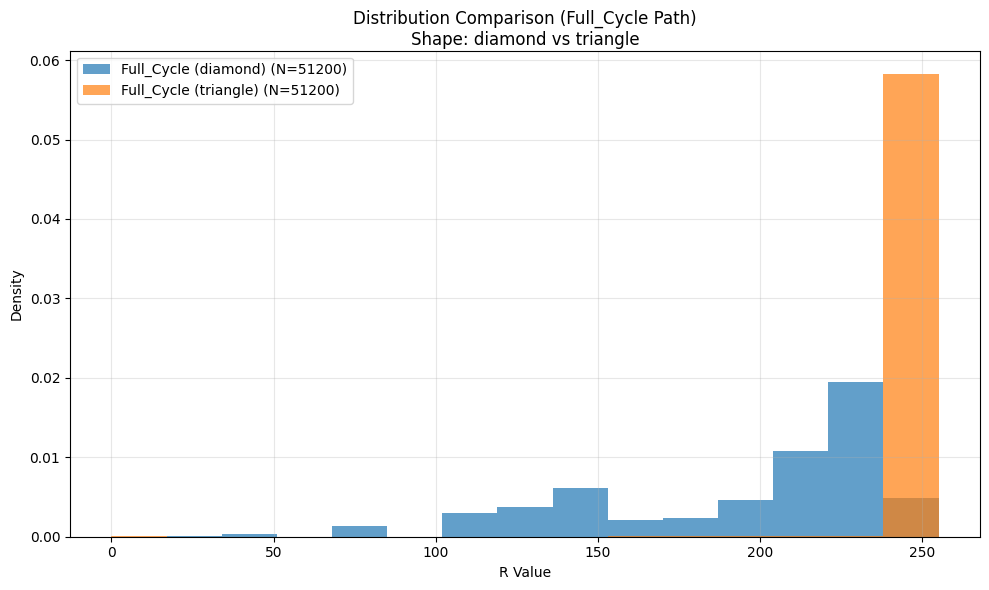 Distribution Comparison (Full_Cycle Path)
Shape: diamond vs triangle
Full_Cycle (diamond) (N=51200)
Full_Cycle (triangle) (N=51200)
0.06
0.05
0.04
0.03
0.02
0.01
0.00
Density
0 50 100 150 200 250
R Value